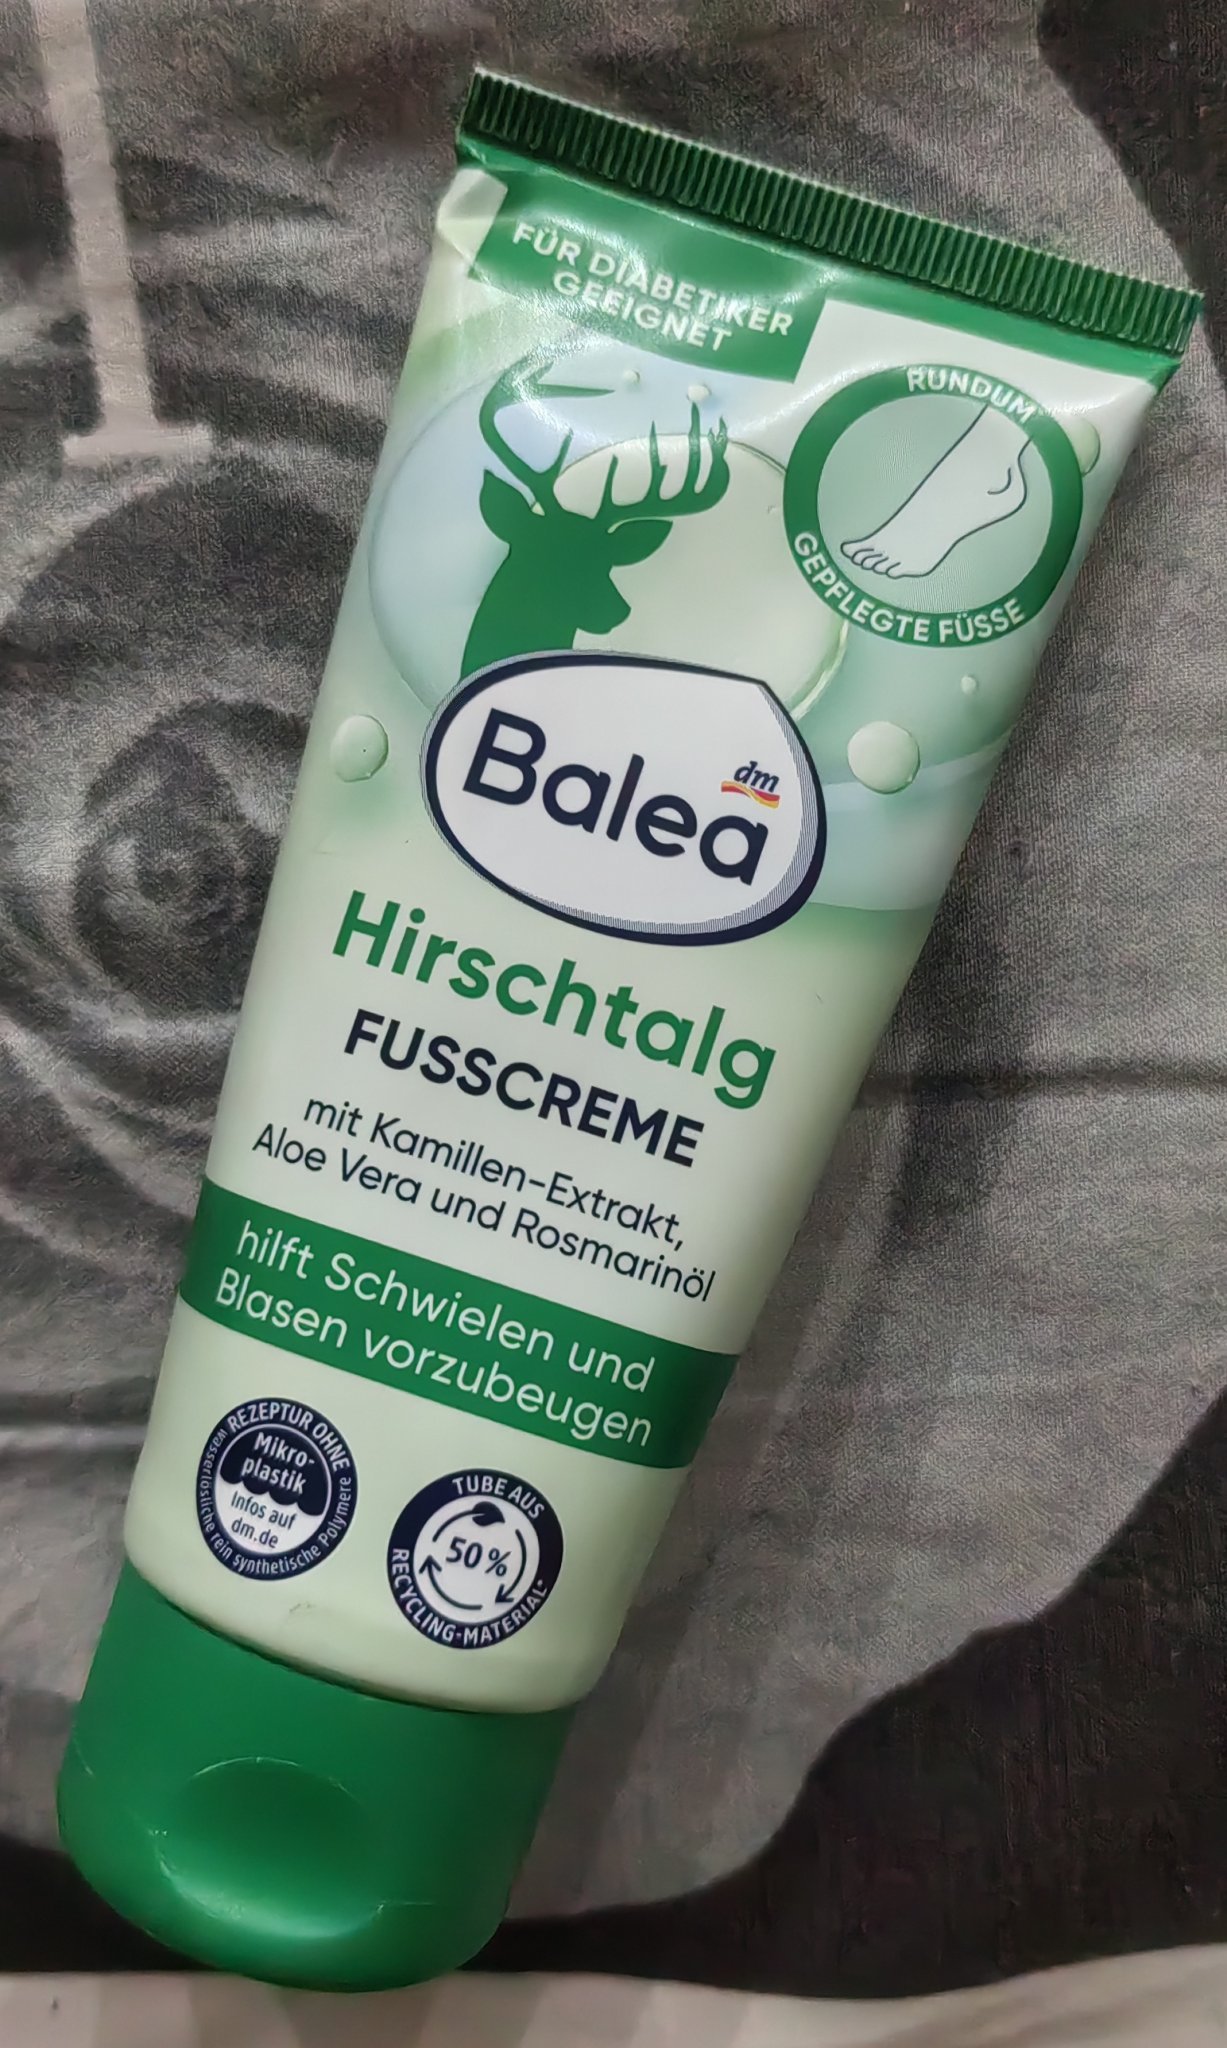 FÜR DIABETIKER
GEEIGNET
RUNDUM
GEPFLEGTE FÜSSE
Balea
dm
Hirschtalg
FUSSCREME
mit Kamillen-Extrakt,
Aloe Vera und Rosmarinöl
hilft Schwielen und
Blasen vorzubeugen
REZEPTUR OHNE
Mikro-
plastik
Infos auf
dm.de
wasserlösliche rein synthetische Polymere
TUBE AUS
50 %
RECYCLING-MATERIAL*